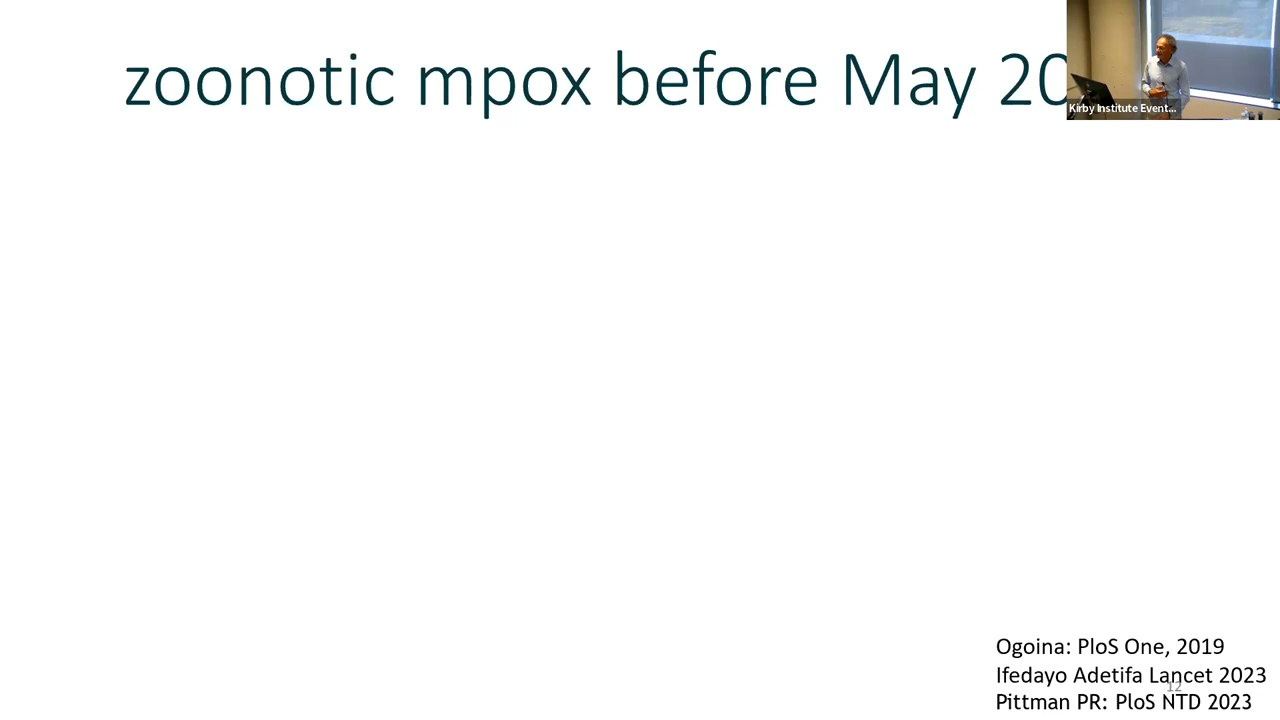 zoonotic mpox before May 20
Kirby Institute Event...
Ogoina: PloS One, 2019
Ifedayo Adetifa Lancet 2023
12
Pittman PR: PloS NTD 2023